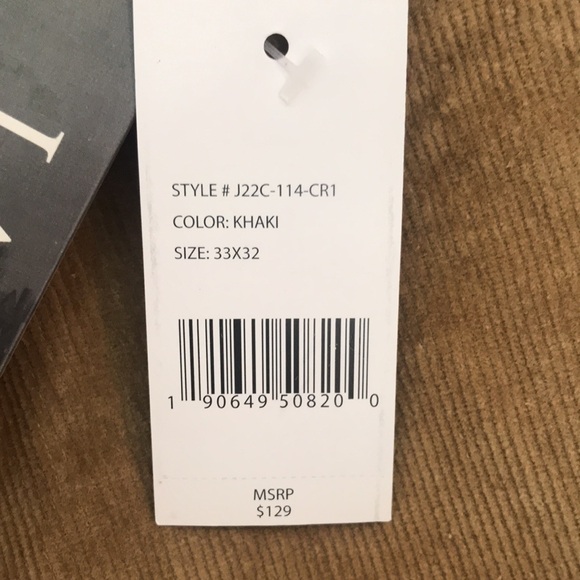 STYLE # J22C-114-CR1
COLOR: KHAKI
SIZE: 33X32
1 90649 50820 0
MSRP
$129